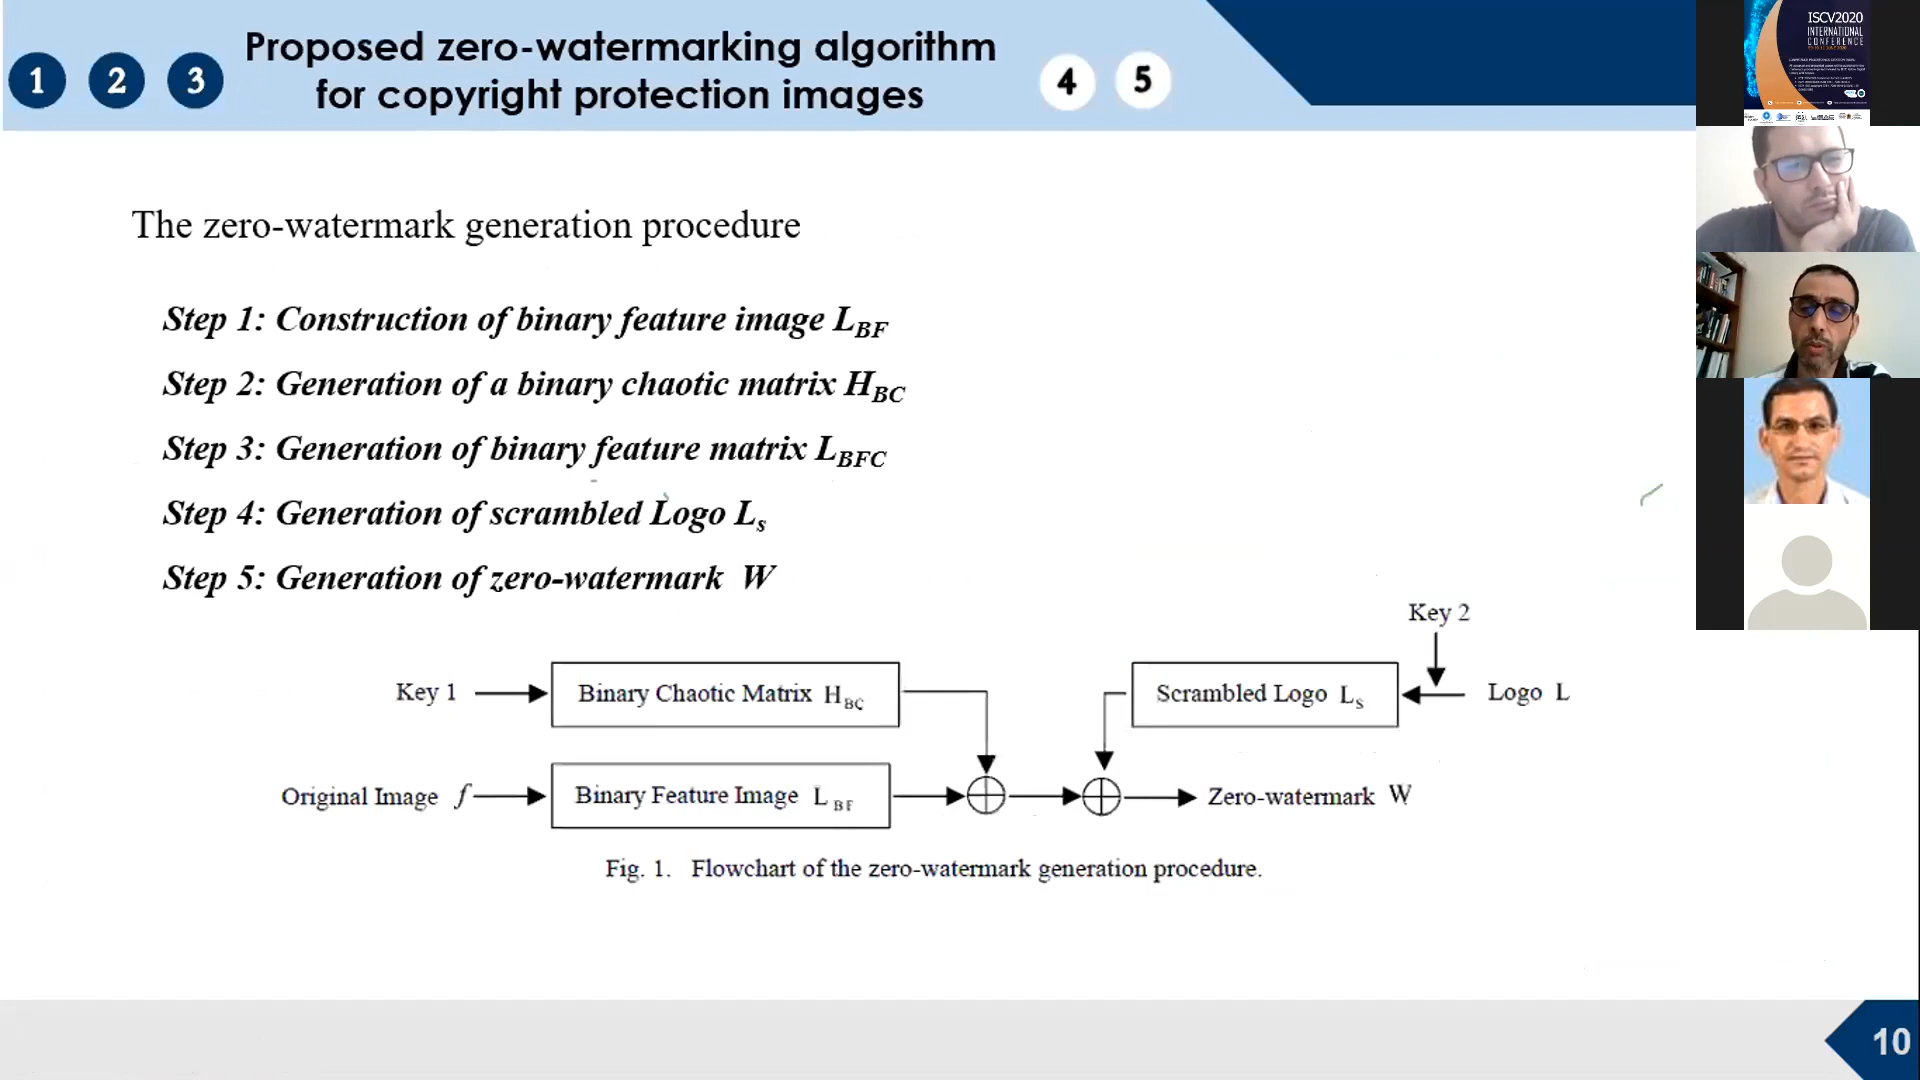 1 2 3
Proposed zero-watermarking algorithm
for copyright protection images
4 5
ISCV2020
INTERNATIONAL
CONFERENCE
The zero-watermark generation procedure
Step 1: Construction of binary feature image L_BF
Step 2: Generation of a binary chaotic matrix H_BC
Step 3: Generation of binary feature matrix L_BFC
Step 4: Generation of scrambled Logo L_s
Step 5: Generation of zero-watermark W
Key 2
Key 1
Binary Chaotic Matrix H_BC
Scrambled Logo L_s
Logo L
Original Image f
Binary Feature Image L_BF
Zero-watermark W
Fig. 1. Flowchart of the zero-watermark generation procedure.
10